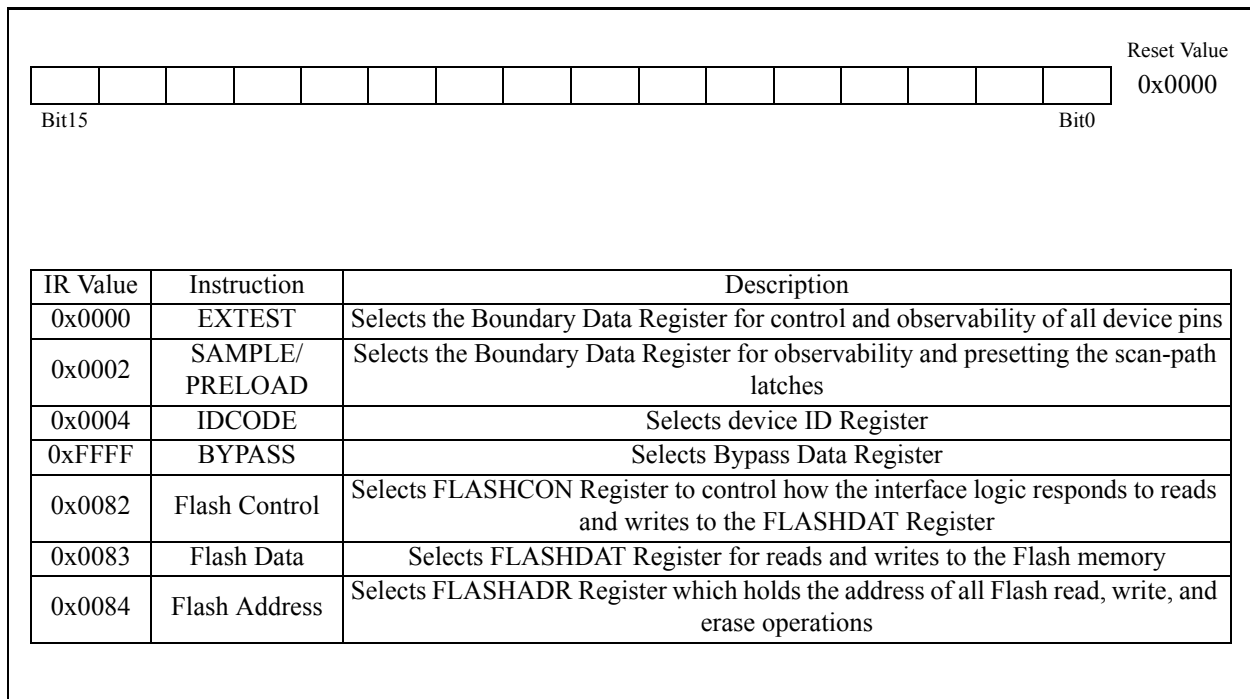 Reset Value
0x0000
Bit15 Bit0
IR Value Instruction Description
0x0000 EXTEST Selects the Boundary Data Register for control and observability of all device pins
0x0002 SAMPLE/ PRELOAD Selects the Boundary Data Register for observability and presetting the scan-path
latches
0x0004 IDCODE Selects device ID Register
0xFFFF BYPASS Selects Bypass Data Register
0x0082 Flash Control Selects FLASHCON Register to control how the interface logic responds to reads
and writes to the FLASHDAT Register
0x0083 Flash Data Selects FLASHDAT Register for reads and writes to the Flash memory
0x0084 Flash Address Selects FLASHADR Register which holds the address of all Flash read, write, and
erase operations